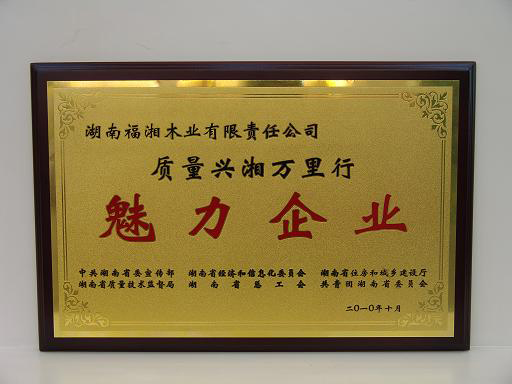 湖南福湘木业有限责任公司
质量兴湘万里行
魅力企业
中共湖南省委宣传部 湖南省经济和信息化委员会 湖南省住房和城乡建设厅
湖南省质量技术监督局 湖南省总工会 共青团湖南省委员会
二〇一〇年十月